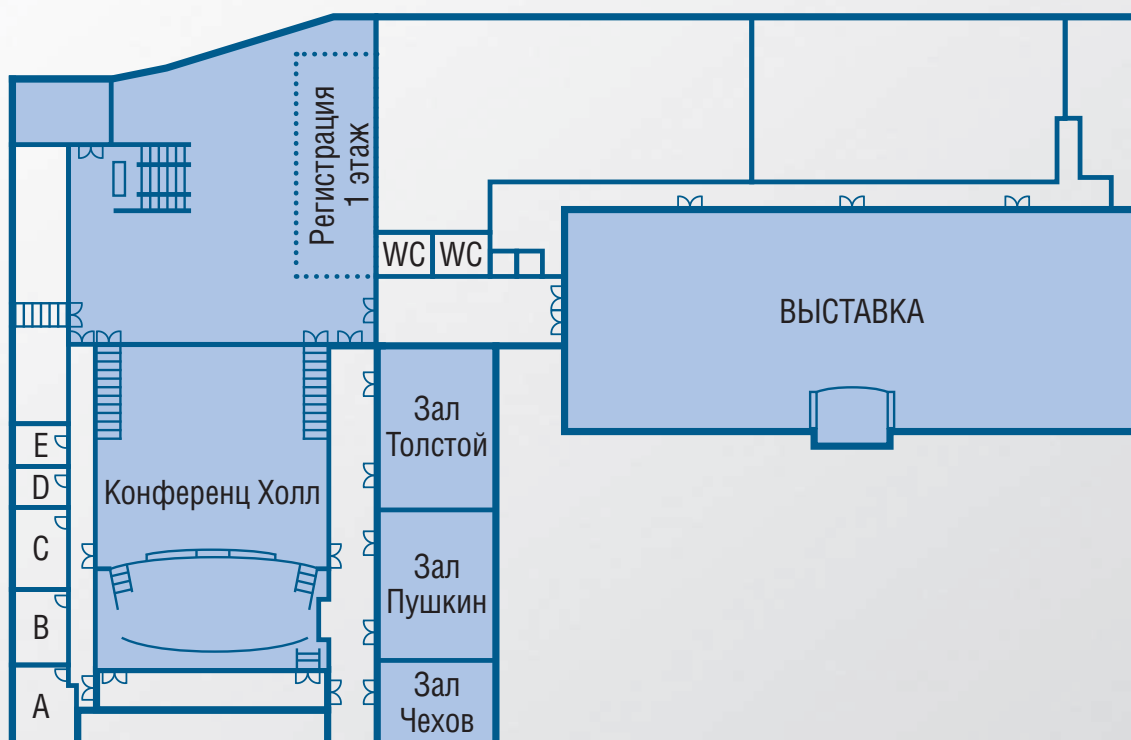 Регистрация
1 этаж
WC
WC
ВЫСТАВКА
Зал
Толстой
E
D
Конференц Холл
C
Зал
Пушкин
B
A
Зал
Чехов